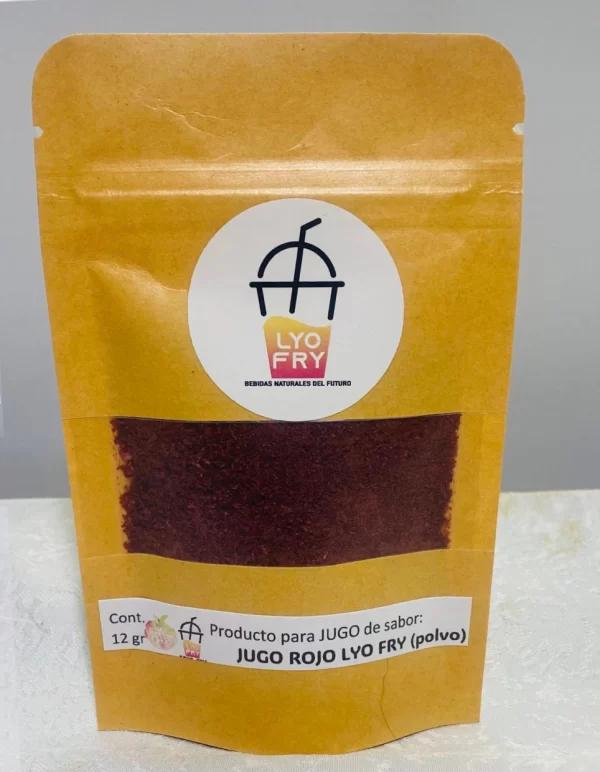 LYO
FRY
BEBIDAS NATURALES DEL FUTURO
Cont.
12 gr
Producto para JUGO de sabor:
JUGO ROJO LYO FRY (polvo)